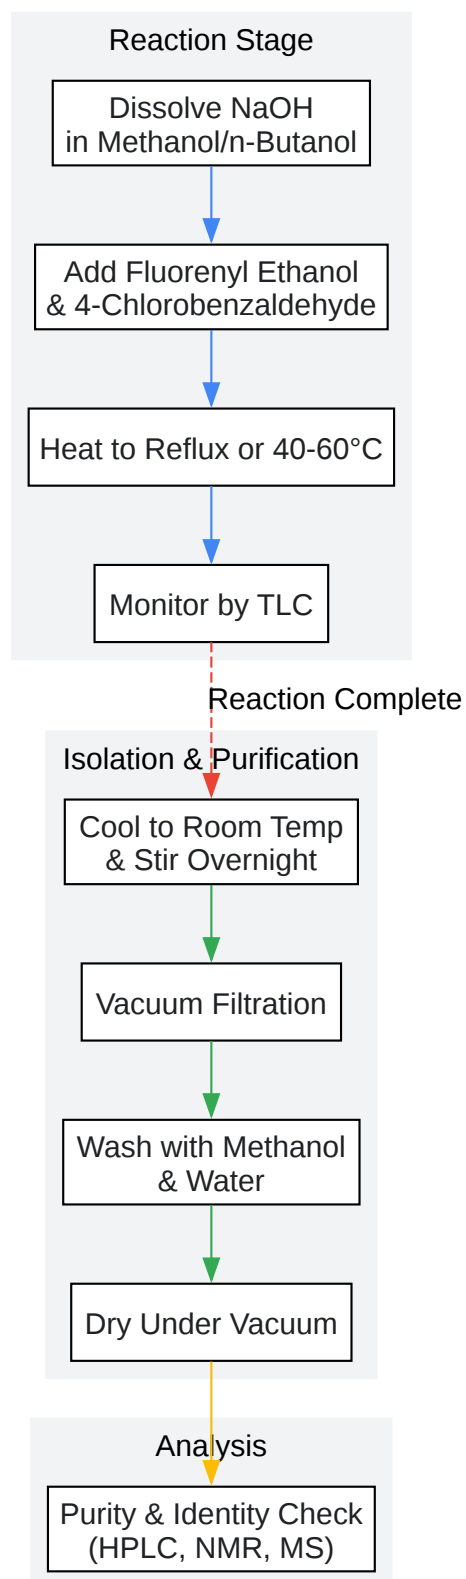 Reaction Stage
Dissolve NaOH
in Methanol/n-Butanol
Add Fluorenyl Ethanol
& 4-Chlorobenzaldehyde
Heat to Reflux or 40-60°C
Monitor by TLC
Reaction Complete
Isolation & Purification
Cool to Room Temp
& Stir Overnight
Vacuum Filtration
Wash with Methanol
& Water
Dry Under Vacuum
Analysis
Purity & Identity Check
(HPLC, NMR, MS)